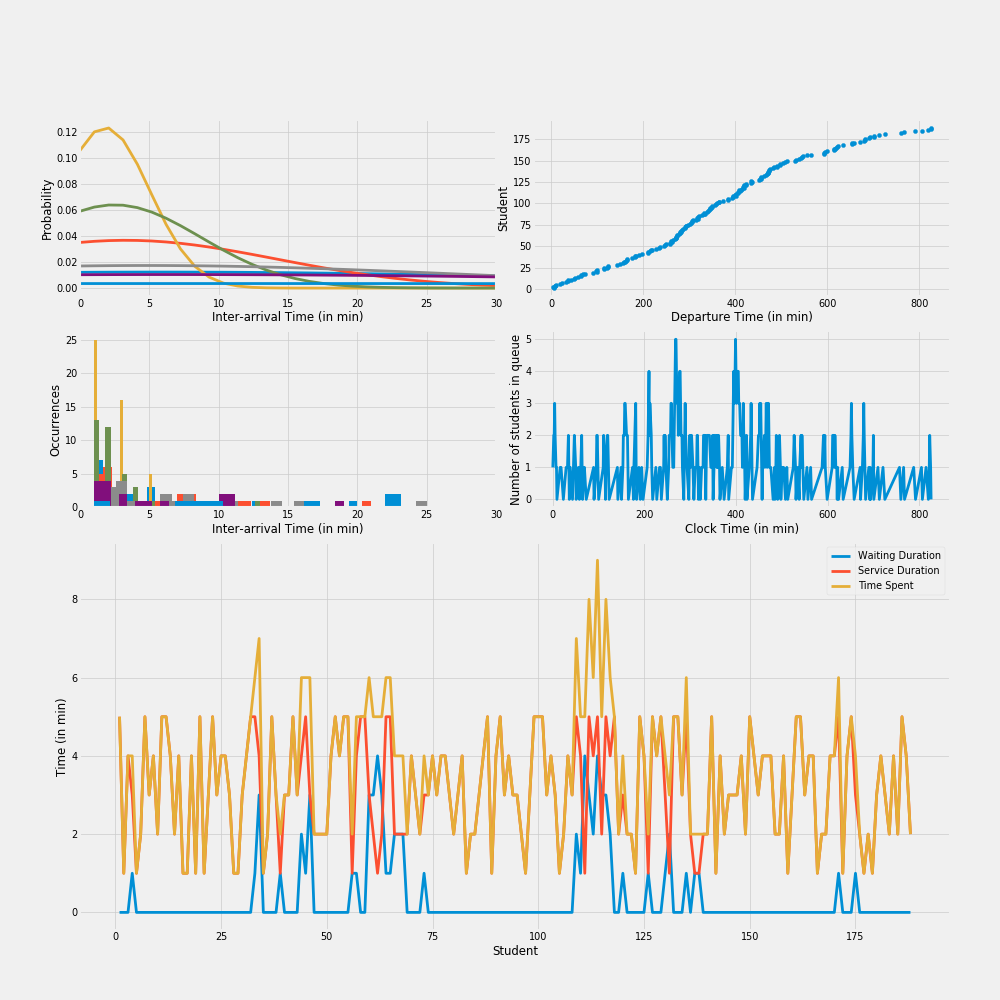 0.12
0.10
0.08
0.06
0.04
0.02
0.00
Probability
0 5 10 15 20 25 30
Inter-arrival Time (in min)
175
150
125
100
75
50
25
0
Student
0 200 400 600 800
Departure Time (in min)
25
20
15
10
5
0
Occurrences
0 5 10 15 20 25 30
Inter-arrival Time (in min)
5
4
3
2
1
0
Number of students in queue
0 200 400 600 800
Clock Time (in min)
Waiting Duration
Service Duration
Time Spent
8
6
4
2
0
Time (in min)
0 25 50 75 100 125 150 175
Student